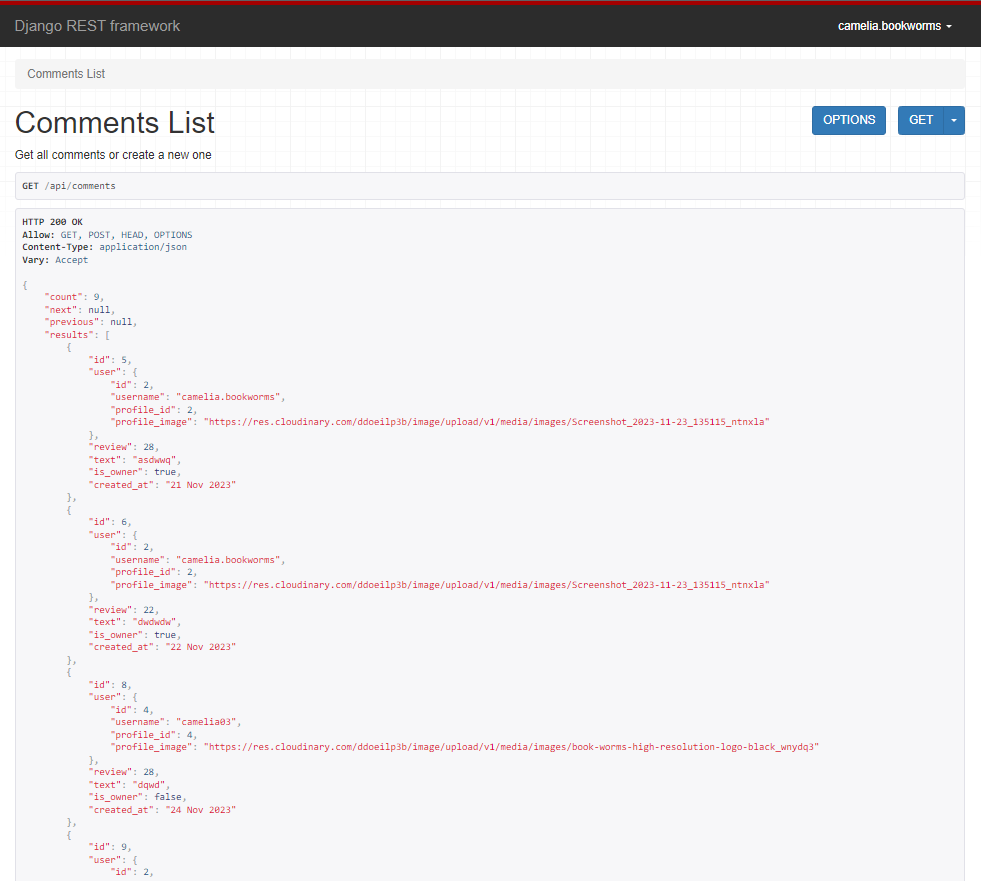 Django REST framework
camelia.bookworms
Comments List
Comments List
OPTIONS
GET
Get all comments or create a new one
GET /api/comments
HTTP 200 OK
Allow: GET, POST, HEAD, OPTIONS
Content-Type: application/json
Vary: Accept
{
    "count": 9,
    "next": null,
    "previous": null,
    "results": [
        {
            "id": 5,
            "user": {
                "id": 2,
                "username": "camelia.bookworms",
                "profile_id": 2,
                "profile_image": "https://res.cloudinary.com/ddoeilp3b/image/upload/v1/media/images/Screenshot_2023-11-23_135115_ntnxla"
            },
            "review": 28,
            "text": "asdwwq",
            "is_owner": true,
            "created_at": "21 Nov 2023"
        },
        {
            "id": 6,
            "user": {
                "id": 2,
                "username": "camelia.bookworms",
                "profile_id": 2,
                "profile_image": "https://res.cloudinary.com/ddoeilp3b/image/upload/v1/media/images/Screenshot_2023-11-23_135115_ntnxla"
            },
            "review": 22,
            "text": "dwdwdw",
            "is_owner": true,
            "created_at": "22 Nov 2023"
        },
        {
            "id": 8,
            "user": {
                "id": 4,
                "username": "camelia03",
                "profile_id": 4,
                "profile_image": "https://res.cloudinary.com/ddoeilp3b/image/upload/v1/media/images/book-worms-high-resolution-logo-black_wnydq3"
            },
            "review": 28,
            "text": "dqwd",
            "is_owner": false,
            "created_at": "24 Nov 2023"
        },
        {
            "id": 9,
            "user": {
                "id": 2,